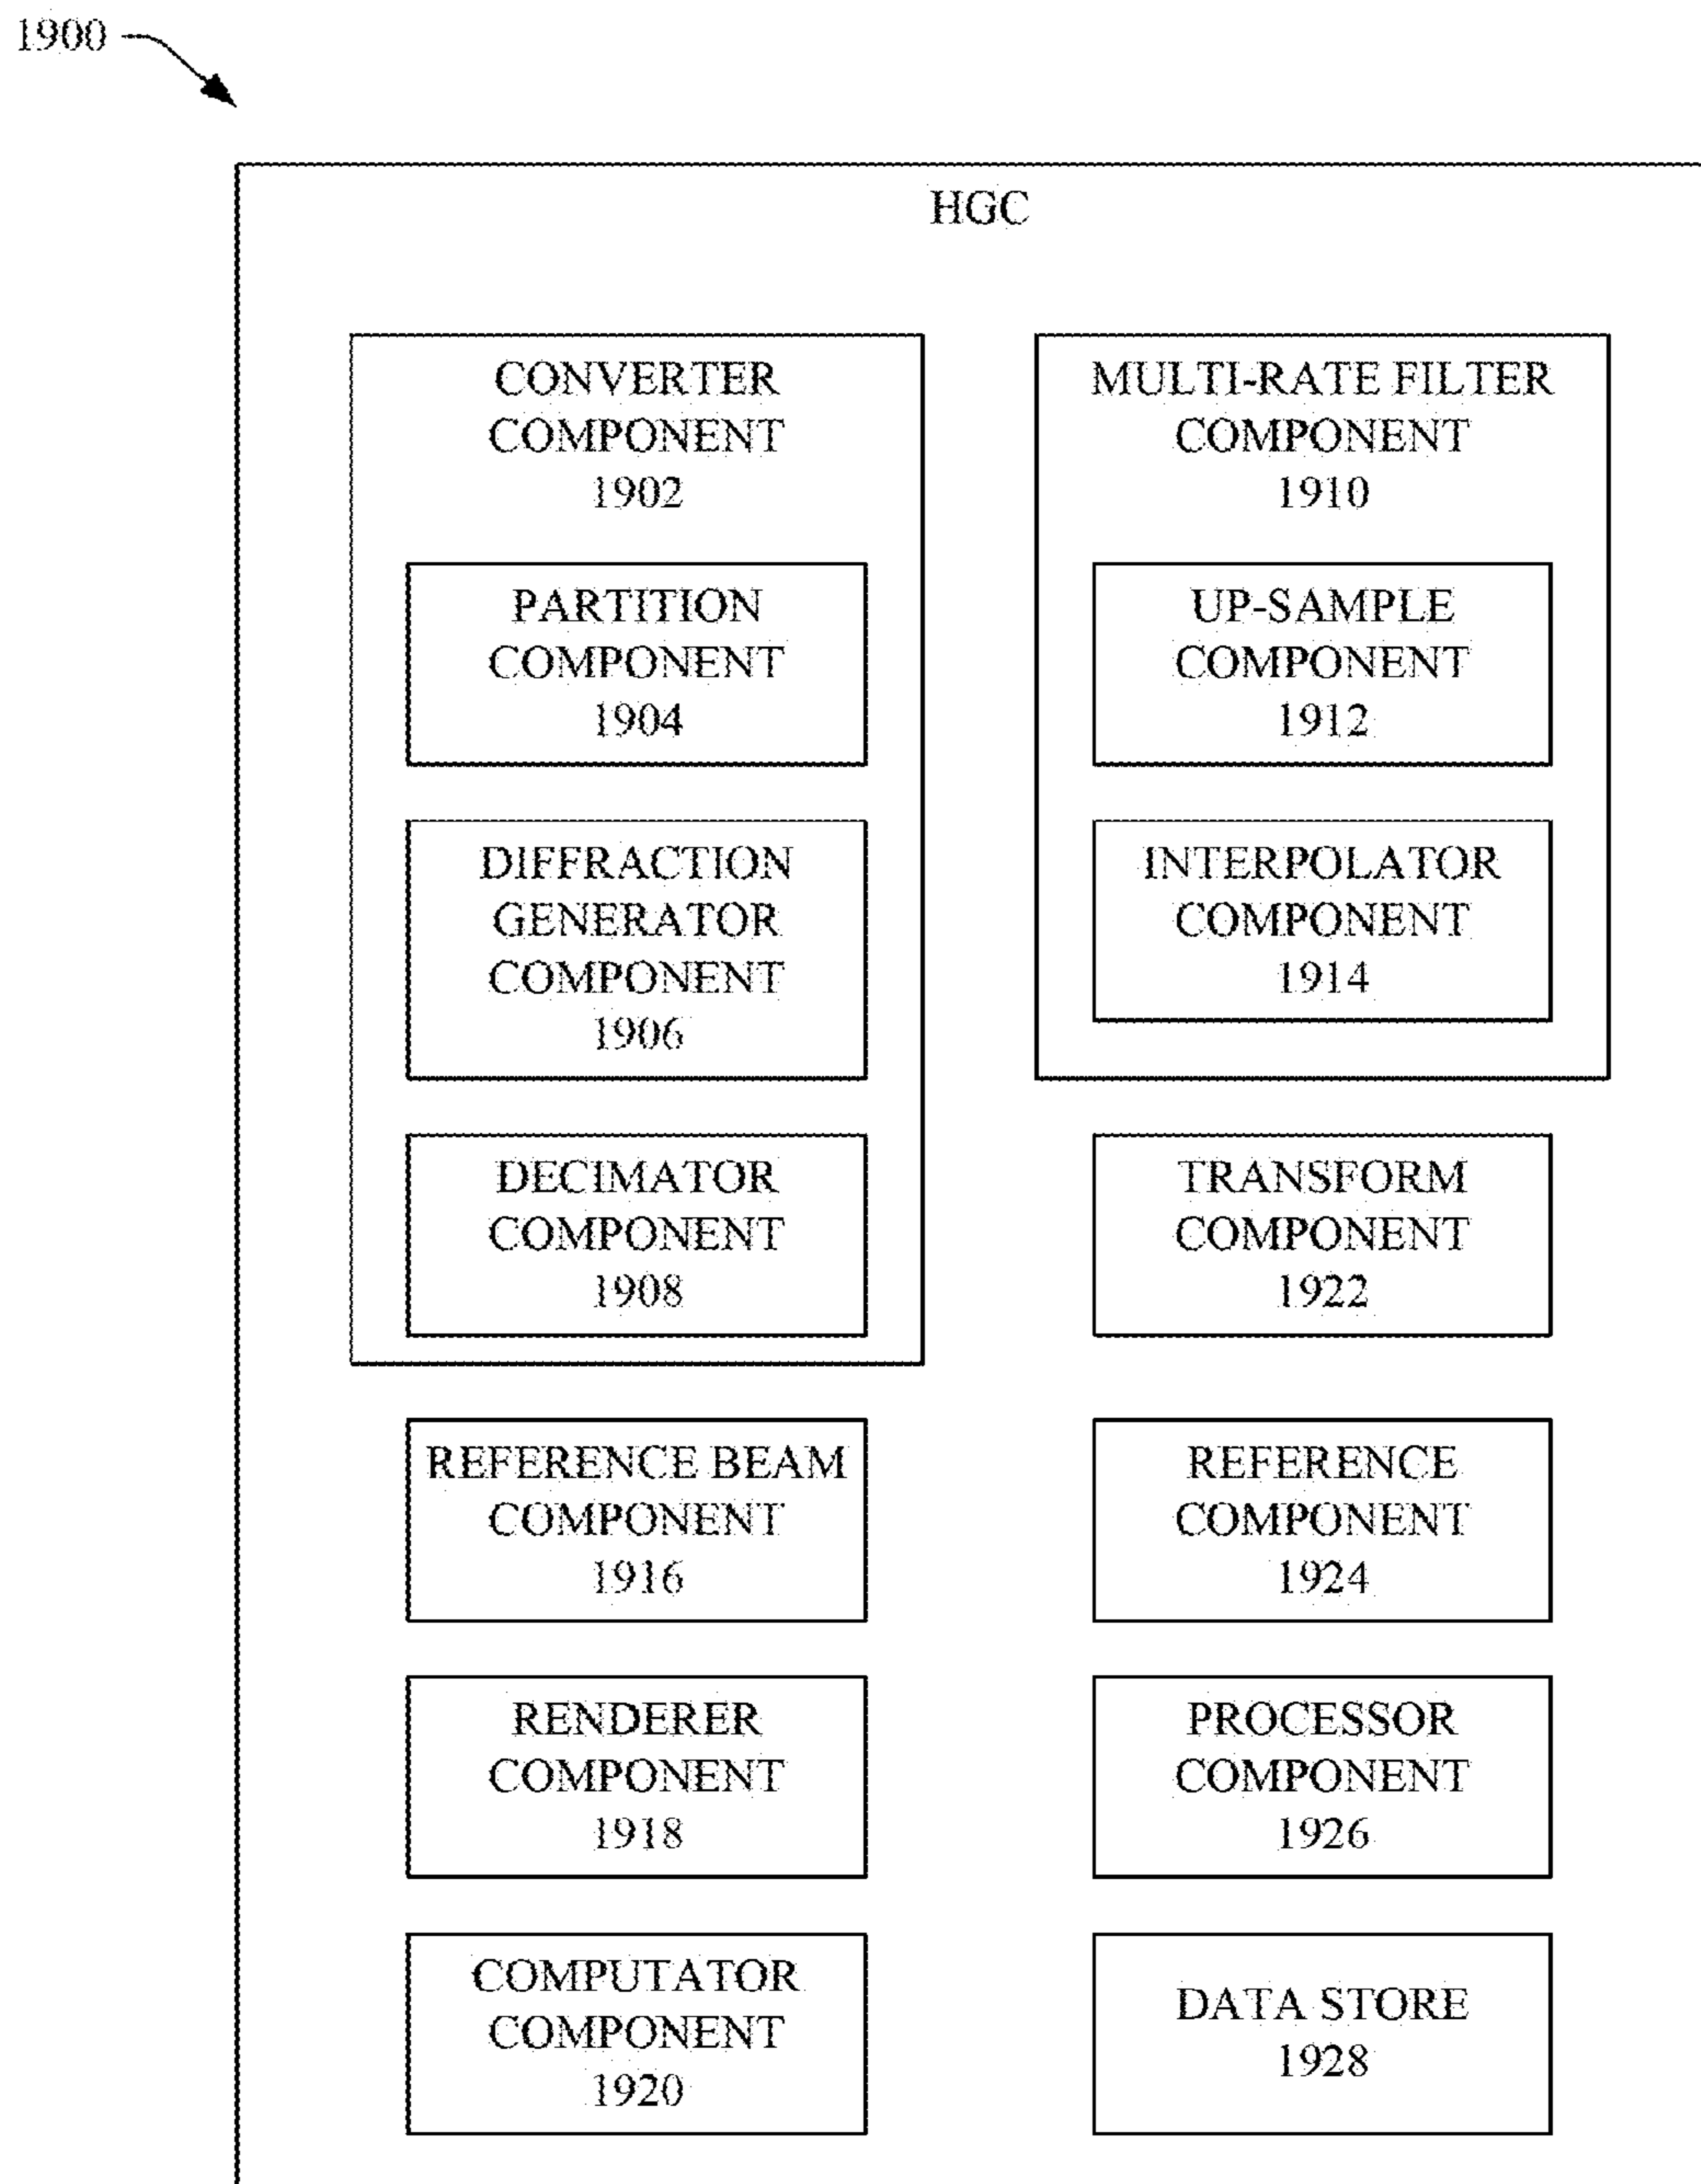 1900
HGC
CONVERTER
COMPONENT
1902
PARTITION
COMPONENT
1904
DIFFRACTION
GENERATOR
COMPONENT
1906
DECIMATOR
COMPONENT
1908
MULTI-RATE FILTER
COMPONENT
1910
UP-SAMPLE
COMPONENT
1912
INTERPOLATOR
COMPONENT
1914
TRANSFORM
COMPONENT
1922
REFERENCE BEAM
COMPONENT
1916
REFERENCE
COMPONENT
1924
RENDERER
COMPONENT
1918
PROCESSOR
COMPONENT
1926
COMPUTATOR
COMPONENT
1920
DATA STORE
1928